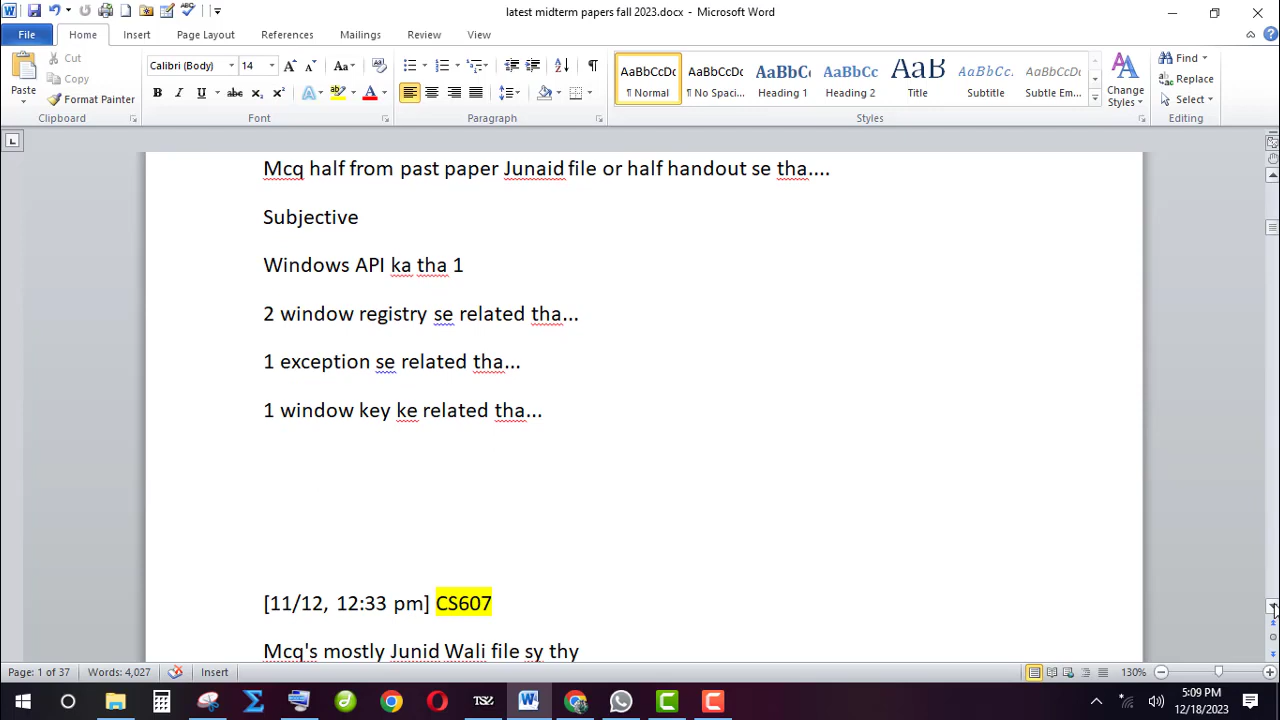 latest midterm papers fall 2023.docx - Microsoft Word
File Home Insert Page Layout References Mailings Review View
Paste
Cut
Copy
Format Painter
Clipboard
Calibri (Body) 14
Font
Paragraph
AaBbCcDc AaBbCcDc AaBbC AaBbCc AaB AaBbCc. AaBbCcDc
¶ Normal ¶ No Spaci... Heading 1 Heading 2 Title Subtitle Subtle Em...
Change
Styles
Styles
Find
Replace
Select
Editing
Mcq half from past paper Junaid file or half handout se tha....
Subjective
Windows API ka tha 1
2 window registry se related tha...
1 exception se related tha...
1 window key ke related tha...
[11/12, 12:33 pm] CS607
Mcq's mostly Junid Wali file sy thy
Page: 1 of 37 Words: 4,027 Insert 130%
5:09 PM
12/18/2023